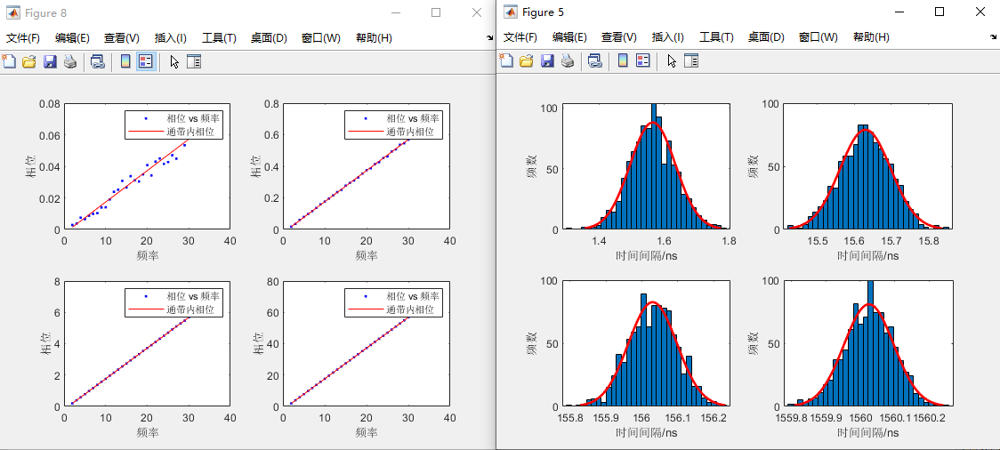 Figure 8
文件(F) 编辑(E) 查看(V) 插入(I) 工具(T) 桌面(D) 窗口(W) 帮助(H)
0.08
0.06
0.04
0.02
0
0 10 20 30 40
相位
频率
相位 vs 频率
通带内相位
0.8
0.6
0.4
0.2
0
0 10 20 30 40
相位
频率
相位 vs 频率
通带内相位
8
6
4
2
0
0 10 20 30 40
相位
频率
相位 vs 频率
通带内相位
80
60
40
20
0
0 10 20 30 40
相位
频率
相位 vs 频率
通带内相位
Figure 5
文件(F) 编辑(E) 查看(V) 插入(I) 工具(T) 桌面(D) 窗口(W) 帮助(H)
100
50
0
1.4 1.6 1.8
频数
时间间隔/ns
100
50
0
15.5 15.6 15.7 15.8
频数
时间间隔/ns
100
50
0
155.8 155.9 156 156.1 156.2
频数
时间间隔/ns
100
50
0
1559.8 1559.9 1560 1560.1 1560.2
频数
时间间隔/ns